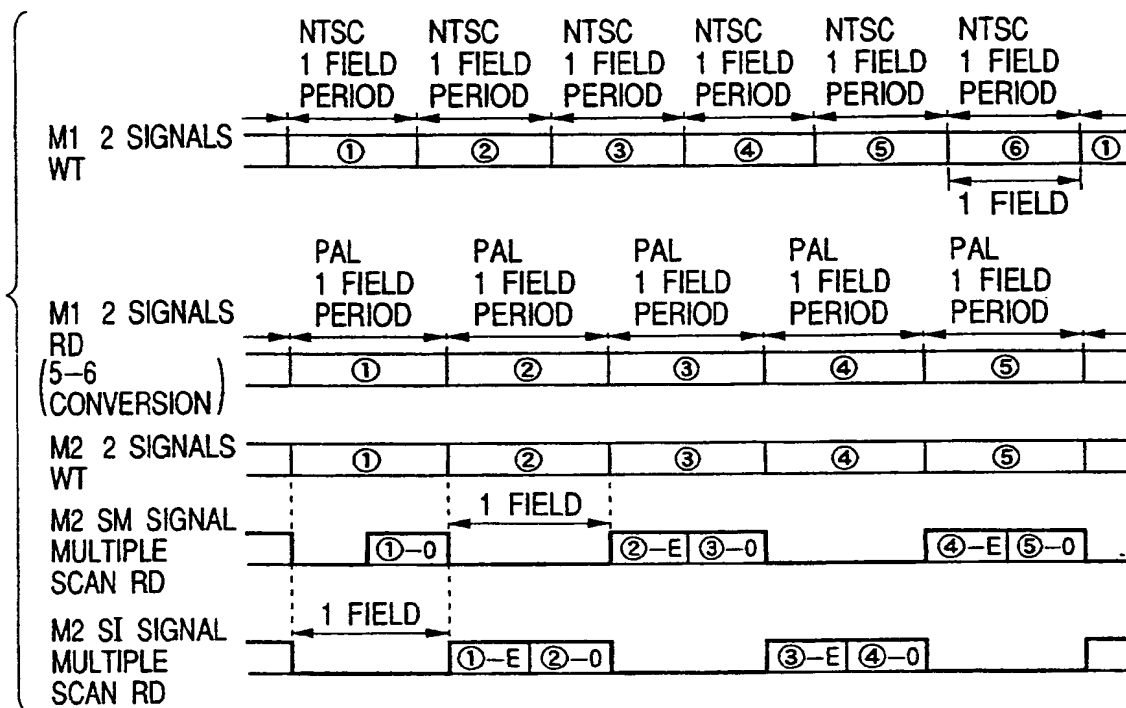 NTSC NTSC NTSC NTSC NTSC NTSC
1 FIELD 1 FIELD 1 FIELD 1 FIELD 1 FIELD 1 FIELD
PERIOD PERIOD PERIOD PERIOD PERIOD PERIOD
M1 2 SIGNALS
WT
① ② ③ ④ ⑤ ⑥ ①
1 FIELD
PAL PAL PAL PAL PAL
1 FIELD 1 FIELD 1 FIELD 1 FIELD 1 FIELD
PERIOD PERIOD PERIOD PERIOD PERIOD
M1 2 SIGNALS
RD
(5-6
CONVERSION)
① ② ③ ④ ⑤
M2 2 SIGNALS
WT
① ② ③ ④ ⑤
1 FIELD
M2 SM SIGNAL
MULTIPLE
SCAN RD
①-O ②-E ③-O ④-E ⑤-O
1 FIELD
M2 SI SIGNAL
MULTIPLE
SCAN RD
①-E ②-O ③-E ④-O